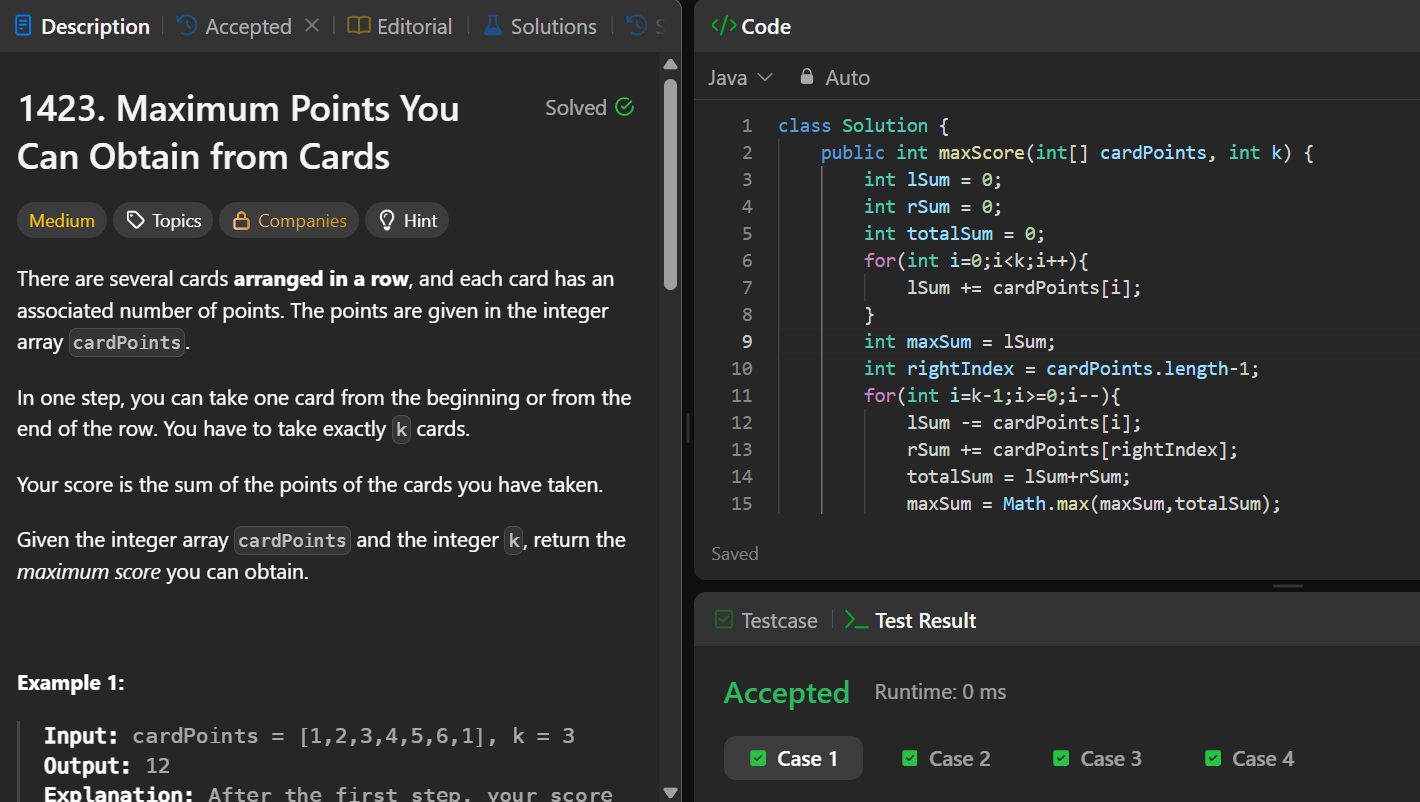 Description
Accepted
Editorial
Solutions
S
1423. Maximum Points You
Can Obtain from Cards
Solved
Medium
Topics
Companies
Hint
There are several cards arranged in a row, and each card has an
associated number of points. The points are given in the integer
array cardPoints.
In one step, you can take one card from the beginning or from the
end of the row. You have to take exactly k cards.
Your score is the sum of the points of the cards you have taken.
Given the integer array cardPoints and the integer k, return the
maximum score you can obtain.
Example 1:
Input: cardPoints = [1,2,3,4,5,6,1], k = 3
Output: 12
Explanation: After the first step, your score
</> Code
Java
Auto
1 class Solution {
2 public int maxScore(int[] cardPoints, int k) {
3 int lSum = 0;
4 int rSum = 0;
5 int totalSum = 0;
6 for(int i=0;i<k;i++){
7 lSum += cardPoints[i];
8 }
9 int maxSum = lSum;
10 int rightIndex = cardPoints.length-1;
11 for(int i=k-1;i>=0;i--){
12 lSum -= cardPoints[i];
13 rSum += cardPoints[rightIndex];
14 totalSum = lSum+rSum;
15 maxSum = Math.max(maxSum,totalSum);
Saved
Testcase
>_ Test Result
Accepted
Runtime: 0 ms
Case 1
Case 2
Case 3
Case 4